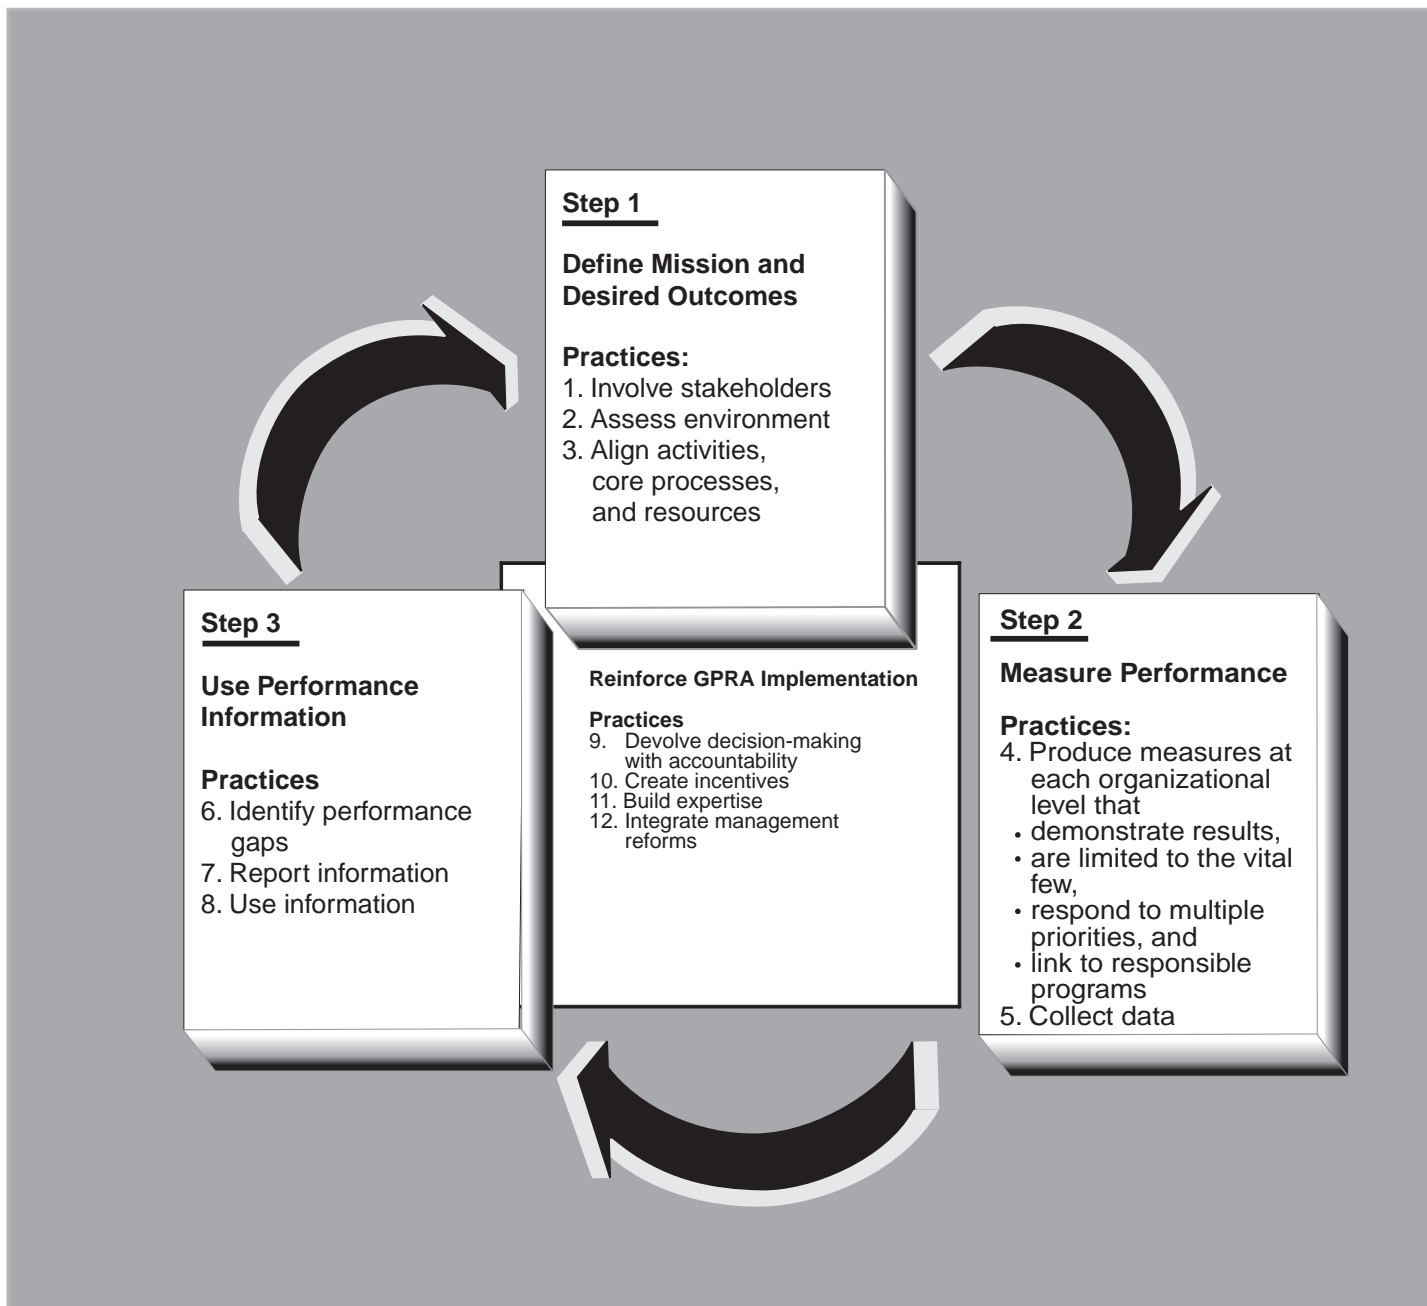 Step 1
Define Mission and
Desired Outcomes
Practices:
1. Involve stakeholders
2. Assess environment
3. Align activities,
core processes,
and resources
Step 2
Measure Performance
Practices:
4. Produce measures at
each organizational
level that
• demonstrate results,
• are limited to the vital
few,
• respond to multiple
priorities, and
• link to responsible
programs
5. Collect data
Step 3
Use Performance
Information
Practices
6. Identify performance
gaps
7. Report information
8. Use information
Reinforce GPRA Implementation
Practices
9. Devolve decision-making
with accountability
10. Create incentives
11. Build expertise
12. Integrate management
reforms